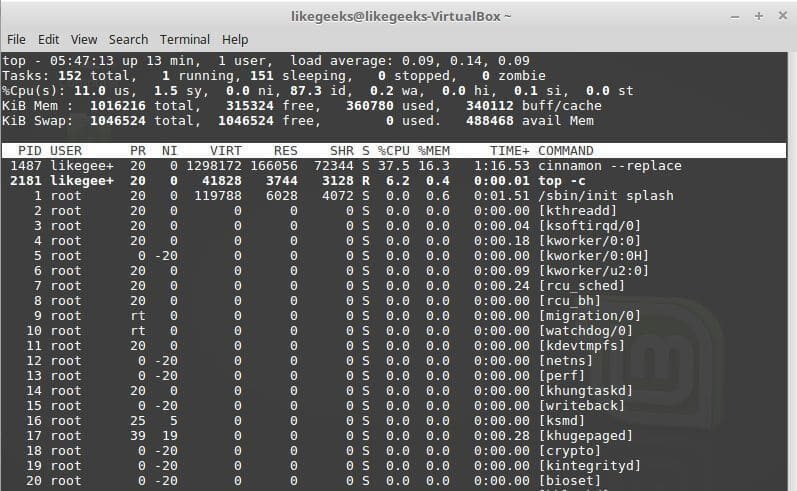 likegeeks@likegeeks-VirtualBox ~
File Edit View Search Terminal Help
top - 05:47:13 up 13 min, 1 user, load average: 0.09, 0.14, 0.09
Tasks: 152 total, 1 running, 151 sleeping, 0 stopped, 0 zombie
%Cpu(s): 11.0 us, 1.5 sy, 0.0 ni, 87.3 id, 0.2 wa, 0.0 hi, 0.1 si, 0.0 st
KiB Mem : 1016216 total, 315324 free, 360780 used, 340112 buff/cache
KiB Swap: 1046524 total, 1046524 free, 0 used. 488468 avail Mem
PID USER PR NI VIRT RES SHR S %CPU %MEM TIME+ COMMAND
1487 likegee+ 20 0 1298172 166056 72344 S 37.5 16.3 1:16.53 cinnamon --replace
2181 likegee+ 20 0 41828 3744 3128 R 6.2 0.4 0:00.01 top -c
1 root 20 0 119788 6028 4072 S 0.0 0.6 0:01.51 /sbin/init splash
2 root 20 0 0 0 0 S 0.0 0.0 0:00.00 [kthreadd]
3 root 20 0 0 0 0 S 0.0 0.0 0:00.04 [ksoftirqd/0]
4 root 20 0 0 0 0 S 0.0 0.0 0:00.18 [kworker/0:0]
5 root 0 -20 0 0 0 S 0.0 0.0 0:00.00 [kworker/0:0H]
6 root 20 0 0 0 0 S 0.0 0.0 0:00.09 [kworker/u2:0]
7 root 20 0 0 0 0 S 0.0 0.0 0:00.24 [rcu_sched]
8 root 20 0 0 0 0 S 0.0 0.0 0:00.00 [rcu_bh]
9 root rt 0 0 0 0 S 0.0 0.0 0:00.00 [migration/0]
10 root rt 0 0 0 0 S 0.0 0.0 0:00.00 [watchdog/0]
11 root 20 0 0 0 0 S 0.0 0.0 0:00.00 [kdevtmpfs]
12 root 0 -20 0 0 0 S 0.0 0.0 0:00.00 [netns]
13 root 0 -20 0 0 0 S 0.0 0.0 0:00.00 [perf]
14 root 20 0 0 0 0 S 0.0 0.0 0:00.00 [khungtaskd]
15 root 0 -20 0 0 0 S 0.0 0.0 0:00.00 [writeback]
16 root 25 5 0 0 0 S 0.0 0.0 0:00.00 [ksmd]
17 root 39 19 0 0 0 S 0.0 0.0 0:00.28 [khugepaged]
18 root 0 -20 0 0 0 S 0.0 0.0 0:00.00 [crypto]
19 root 0 -20 0 0 0 S 0.0 0.0 0:00.00 [kintegrityd]
20 root 0 -20 0 0 0 S 0.0 0.0 0:00.00 [bioset]